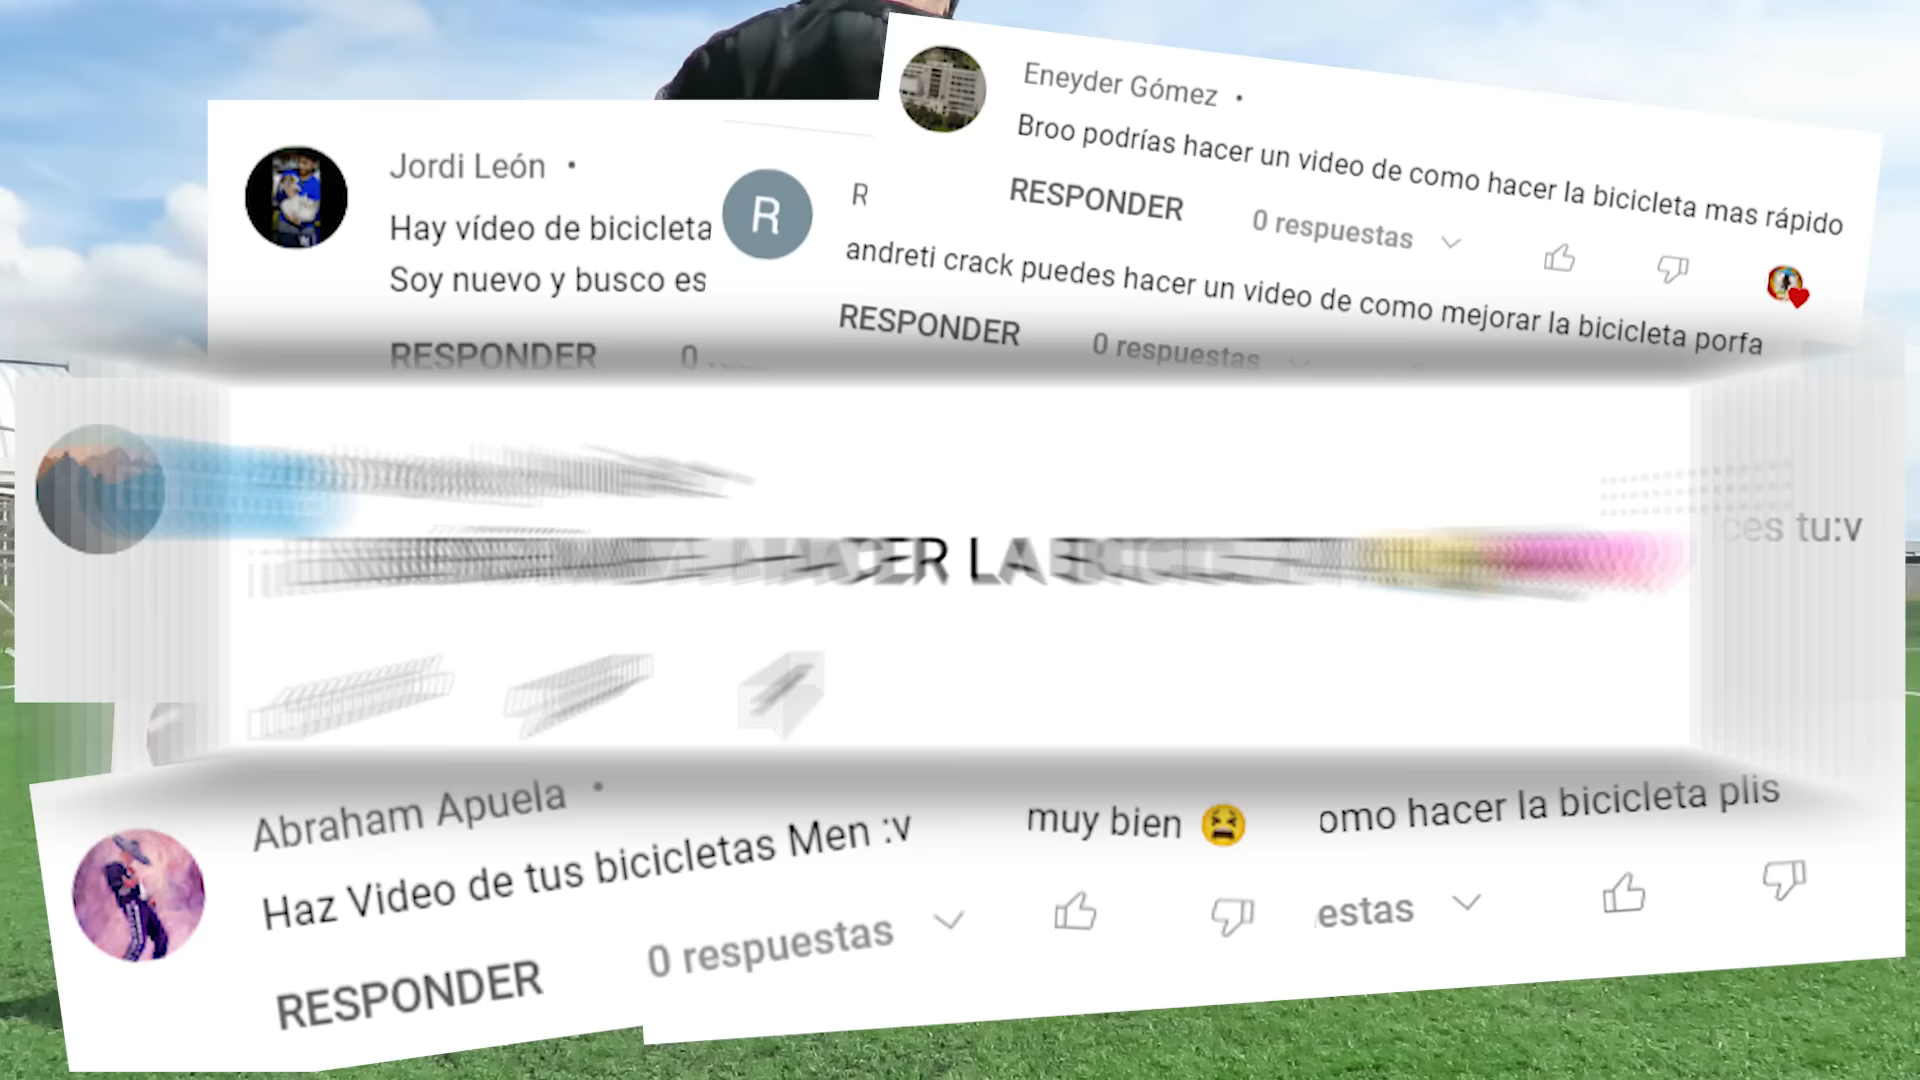 Eneyder Gómez •
Broo podrías hacer un video de como hacer la bicicleta mas rápido
RESPONDER 0 respuestas
Jordi León •
Hay vídeo de bicicleta
Soy nuevo y busco es
RESPONDER 0
R R
andreti crack puedes hacer un video de como mejorar la bicicleta porfa
RESPONDER 0 respuestas
ces tu:v
HACER LA
Abraham Apuela •
Haz Video de tus bicicletas Men :v
RESPONDER 0 respuestas
muy bien 😫
omo hacer la bicicleta plis
estas